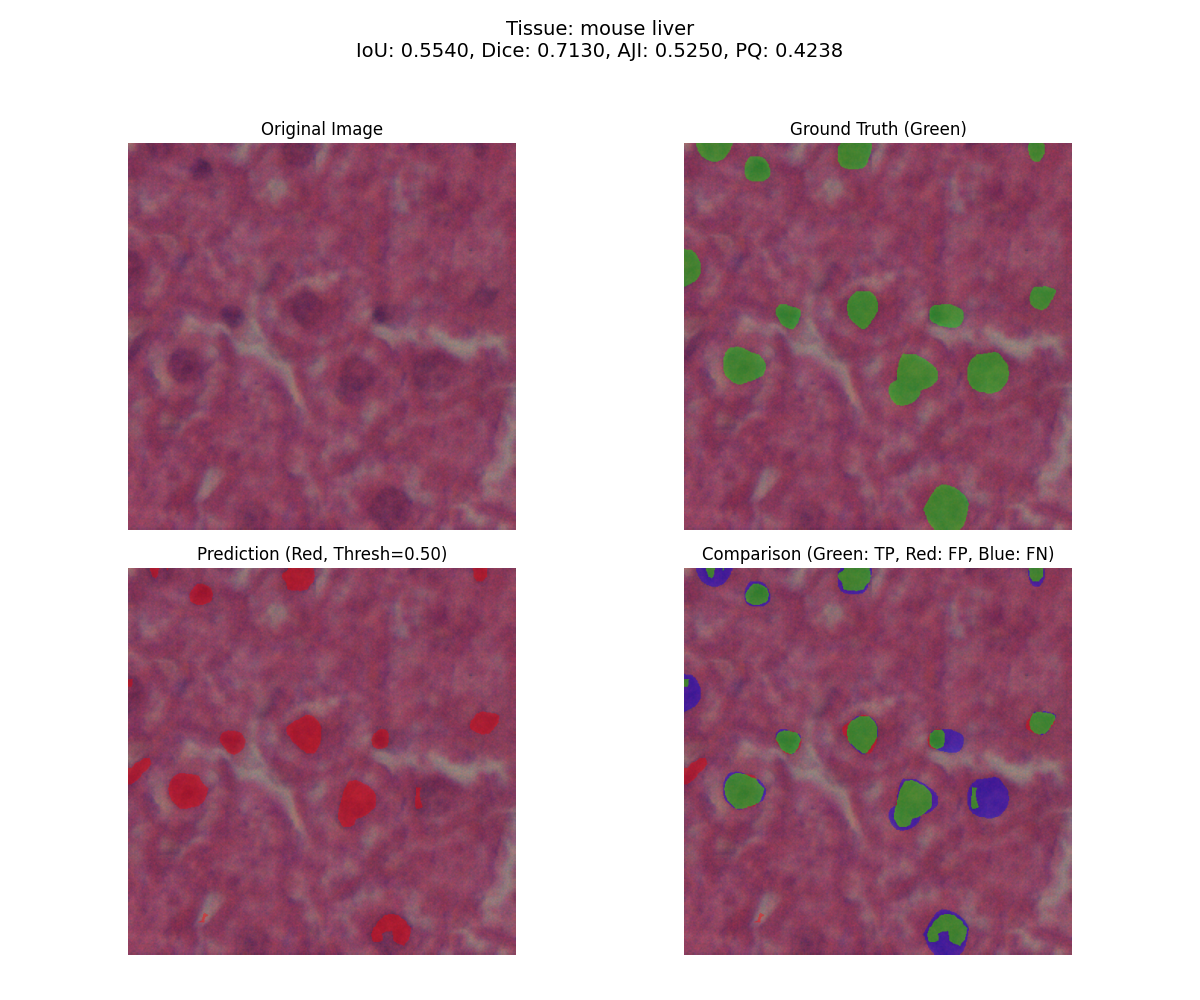 Tissue: mouse liver
IoU: 0.5540, Dice: 0.7130, AJI: 0.5250, PQ: 0.4238
Original Image
Ground Truth (Green)
Prediction (Red, Thresh=0.50)
Comparison (Green: TP, Red: FP, Blue: FN)